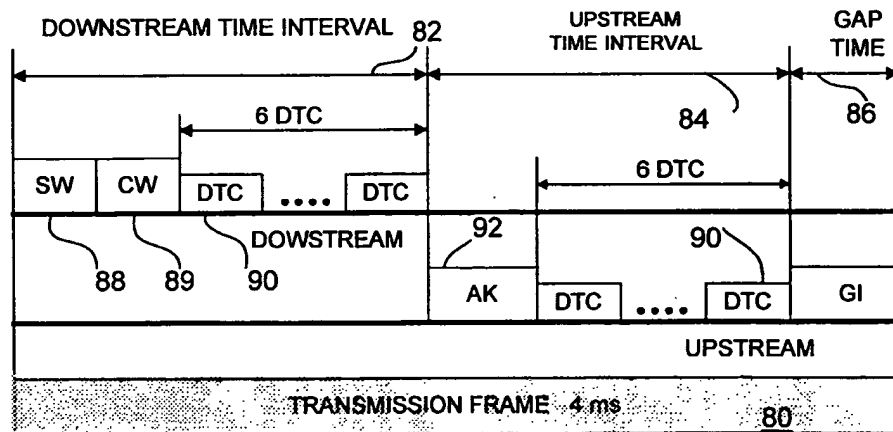 DOWNSTREAM TIME INTERVAL 82
UPSTREAM
TIME INTERVAL
GAP
TIME
6 DTC
84
86
6 DTC
SW CW DTC .... DTC
DOWSTREAM
92
90
88 89 90
AK DTC .... DTC GI
UPSTREAM
TRANSMISSION FRAME 4 ms 80